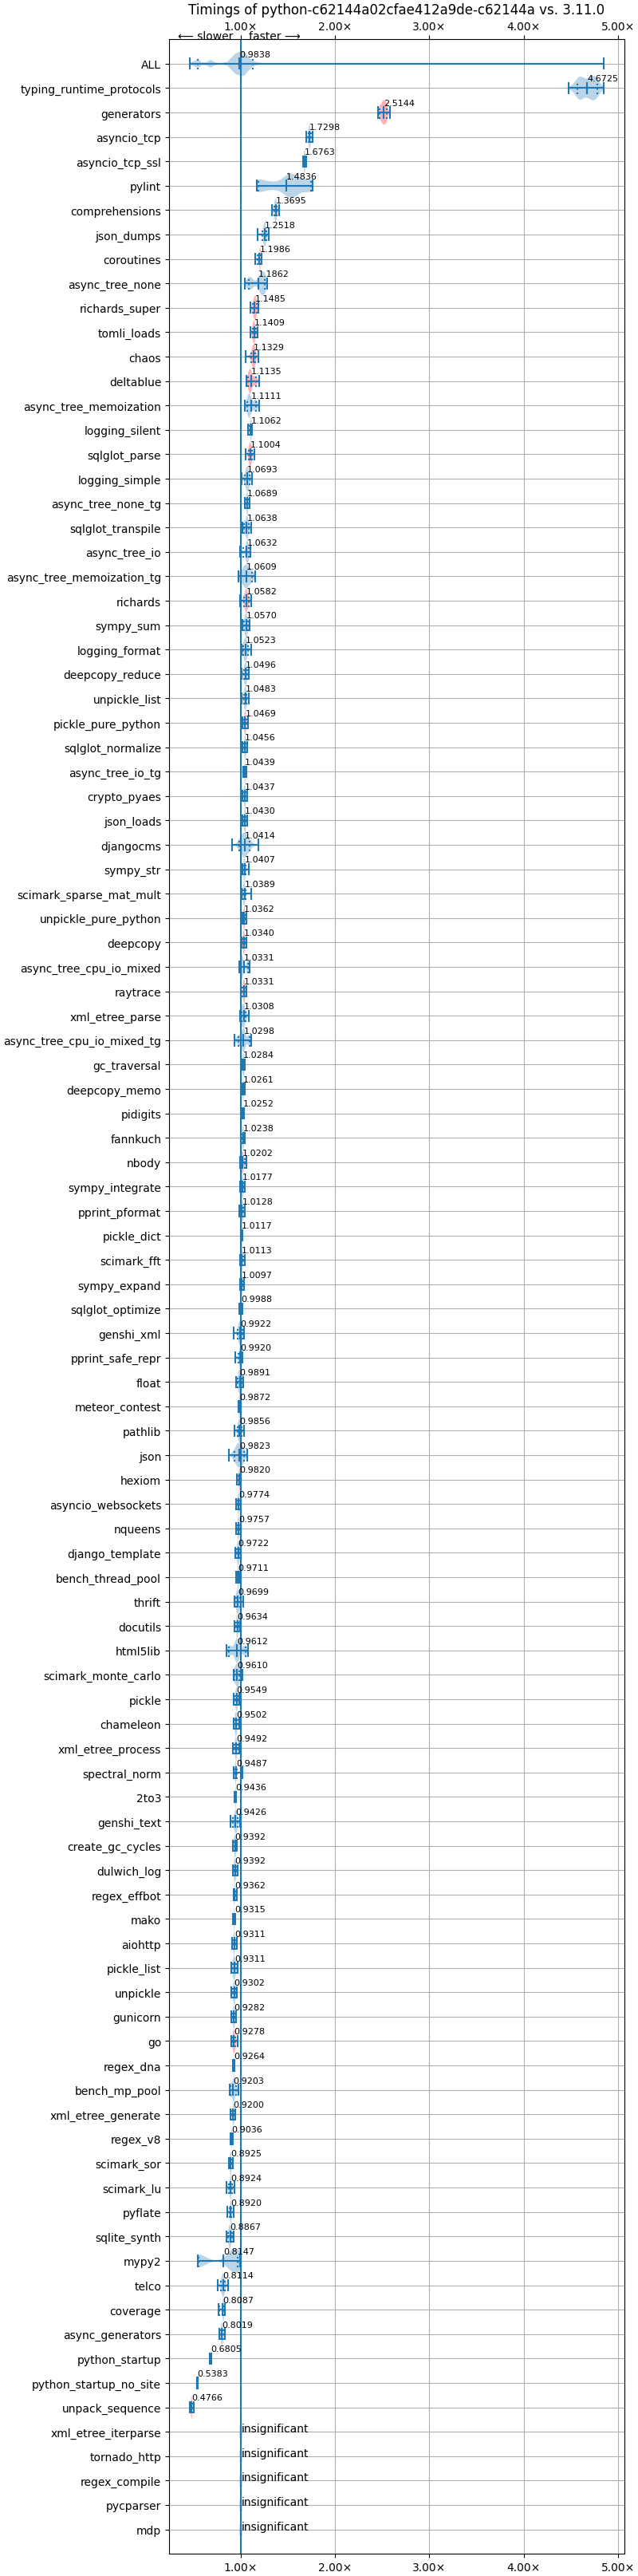 Timings of python-c62144a02cfae412a9de-c62144a vs. 3.11.0
1.00× 2.00× 3.00× 4.00× 5.00×
⟵ slower faster ⟶
ALL 0.9838
typing_runtime_protocols 4.6725
generators 2.5144
asyncio_tcp 1.7298
asyncio_tcp_ssl 1.6763
pylint 1.4836
comprehensions 1.3695
json_dumps 1.2518
coroutines 1.1986
async_tree_none 1.1862
richards_super 1.1485
tomli_loads 1.1409
chaos 1.1329
deltablue 1.1135
async_tree_memoization 1.1111
logging_silent 1.1062
sqlglot_parse 1.1004
logging_simple 1.0693
async_tree_none_tg 1.0689
sqlglot_transpile 1.0638
async_tree_io 1.0632
async_tree_memoization_tg 1.0609
richards 1.0582
sympy_sum 1.0570
logging_format 1.0523
deepcopy_reduce 1.0496
unpickle_list 1.0483
pickle_pure_python 1.0469
sqlglot_normalize 1.0456
async_tree_io_tg 1.0439
crypto_pyaes 1.0437
json_loads 1.0430
djangocms 1.0414
sympy_str 1.0407
scimark_sparse_mat_mult 1.0389
unpickle_pure_python 1.0362
deepcopy 1.0340
async_tree_cpu_io_mixed 1.0331
raytrace 1.0331
xml_etree_parse 1.0308
async_tree_cpu_io_mixed_tg 1.0298
gc_traversal 1.0284
deepcopy_memo 1.0261
pidigits 1.0252
fannkuch 1.0238
nbody 1.0202
sympy_integrate 1.0177
pprint_pformat 1.0128
pickle_dict 1.0117
scimark_fft 1.0113
sympy_expand 1.0097
sqlglot_optimize 0.9988
genshi_xml 0.9922
pprint_safe_repr 0.9920
float 0.9891
meteor_contest 0.9872
pathlib 0.9856
json 0.9823
hexiom 0.9820
asyncio_websockets 0.9774
nqueens 0.9757
django_template 0.9722
bench_thread_pool 0.9711
thrift 0.9699
docutils 0.9634
html5lib 0.9612
scimark_monte_carlo 0.9610
pickle 0.9549
chameleon 0.9502
xml_etree_process 0.9492
spectral_norm 0.9487
2to3 0.9436
genshi_text 0.9426
create_gc_cycles 0.9392
dulwich_log 0.9392
regex_effbot 0.9362
mako 0.9315
aiohttp 0.9311
pickle_list 0.9311
unpickle 0.9302
gunicorn 0.9282
go 0.9278
regex_dna 0.9264
bench_mp_pool 0.9203
xml_etree_generate 0.9200
regex_v8 0.9036
scimark_sor 0.8925
scimark_lu 0.8924
pyflate 0.8920
sqlite_synth 0.8867
mypy2 0.8147
telco 0.8114
coverage 0.8087
async_generators 0.8019
python_startup 0.6805
python_startup_no_site 0.5383
unpack_sequence 0.4766
xml_etree_iterparse insignificant
tornado_http insignificant
regex_compile insignificant
pycparser insignificant
mdp insignificant
1.00× 2.00× 3.00× 4.00× 5.00×